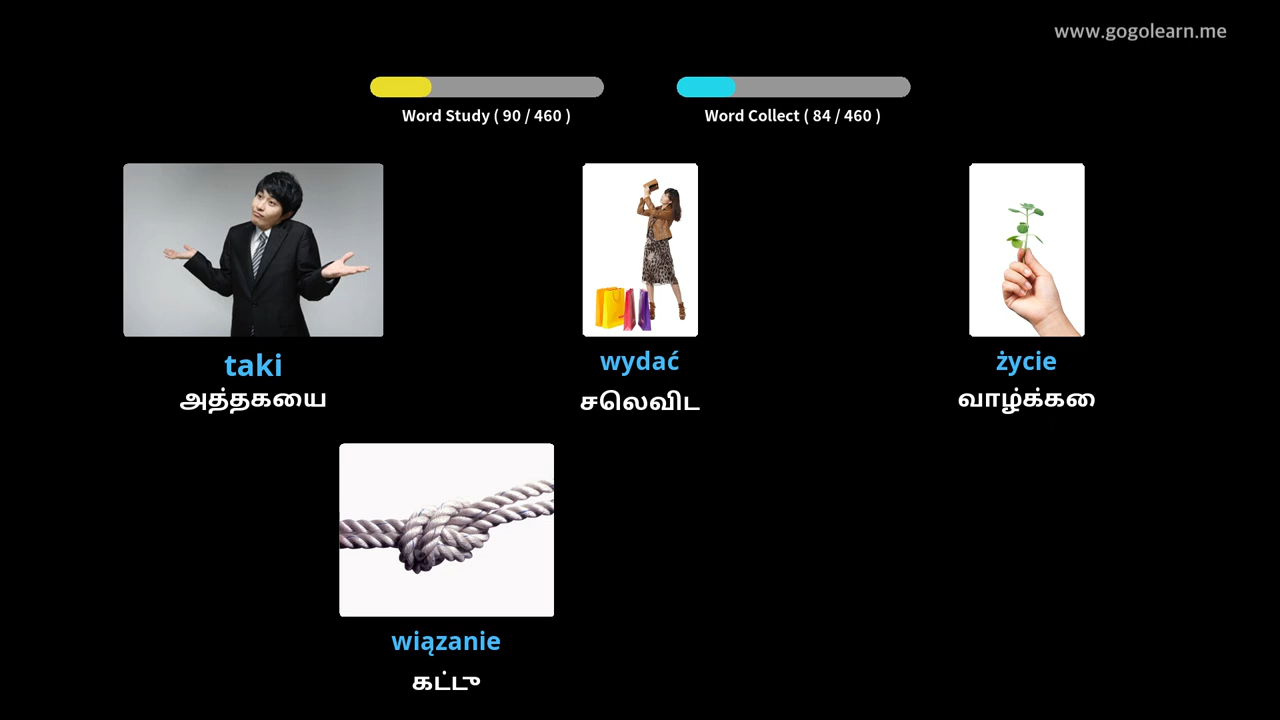 www.gogolearn.me
Word Study ( 90 / 460 )
Word Collect ( 84 / 460 )
taki
wydać
życie
அத்தகைய
செலவிட
வாழ்க்கை
wiązanie
கட்டு